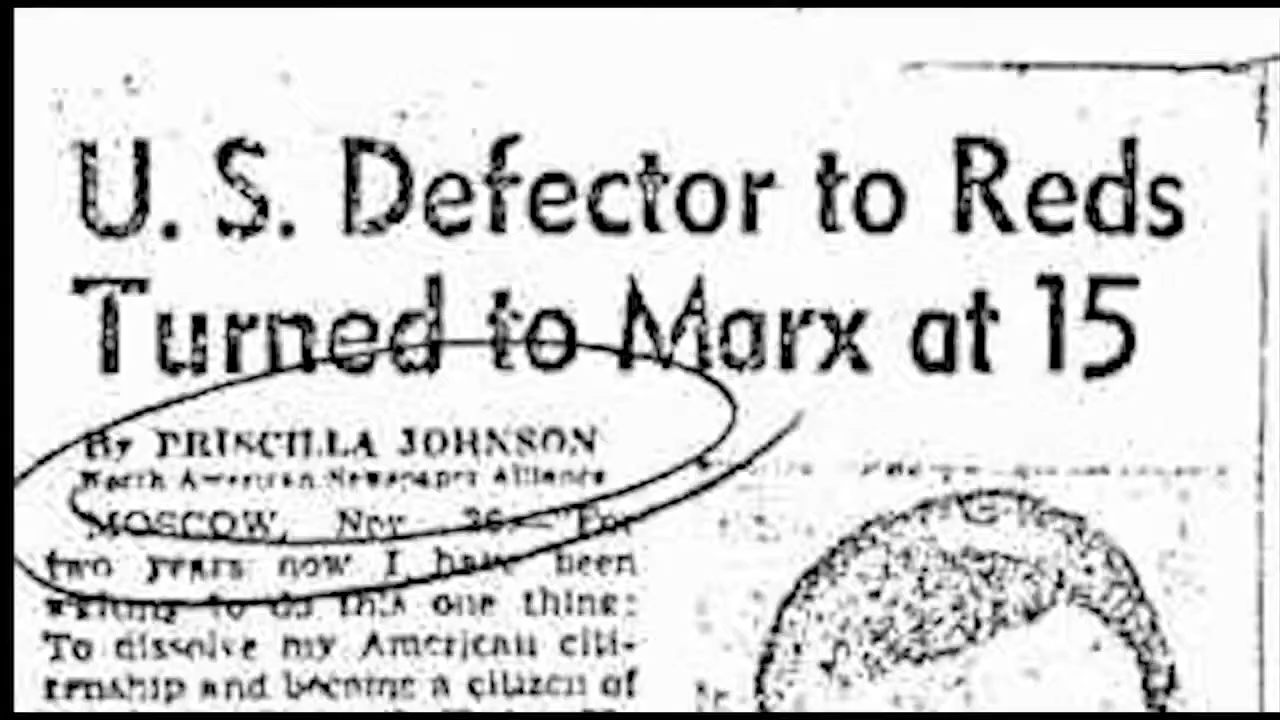 U. S. Defector to Reds
Turned to Marx at 15
By PRISCILLA JOHNSON
North American Newspaper Alliance
MOSCOW, Nov. 26.— For
two years now I have been
waiting to do this one thing:
To dissolve my American citi-
zenship and become a citizen of